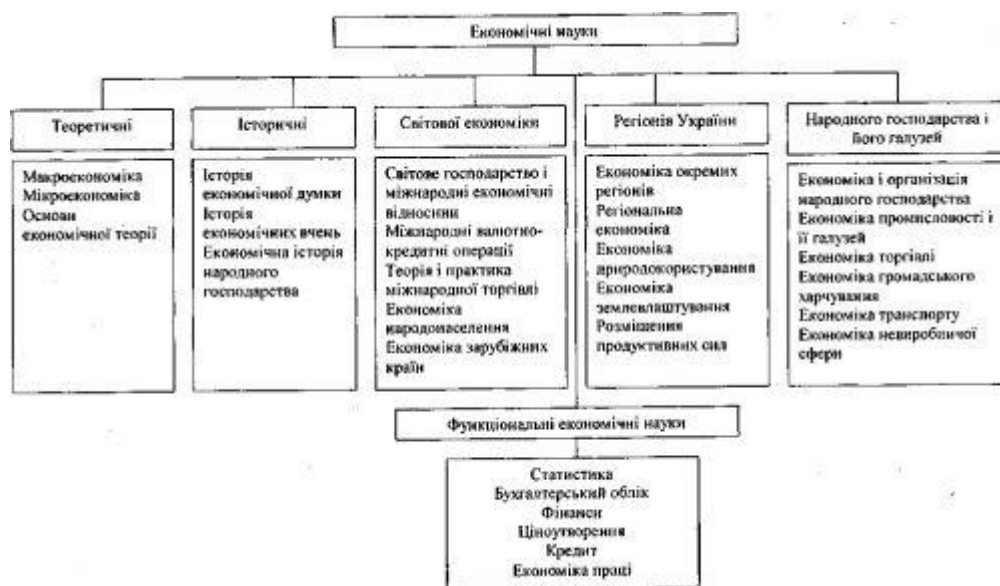 Економічні науки
Теоретичні
Макроекономіка
Мікроекономіка
Основи
економічної теорії
Історичні
Історія
економічної думки
Історія
економічних вчень
Економічна історія
народного
господарства
Світової економіки
Світове господарство і
міжнародні економічні
відносини
Міжнародні валютно-
кредитні операції
Теорія і практика
міжнародної торгівлі
Економіка
народонаселення
Економіка зарубіжних
країн
Регіонів України
Економіка окремих
регіонів
Регіональна
економіка
Економіка
природокористування
Економіка
землевлаштування
Розміщення
продуктивних сил
Народного господарства і
його галузей
Економіка і організація
народного господарства
Економіка промисловості і
її галузей
Економіка торгівлі
Економіка громадського
харчування
Економіка транспорту
Економіка невиробничої
сфери
Функціональні економічні науки
Статистика
Бухгалтерський облік
Фінанси
Ціноутворення
Кредит
Економіка праці